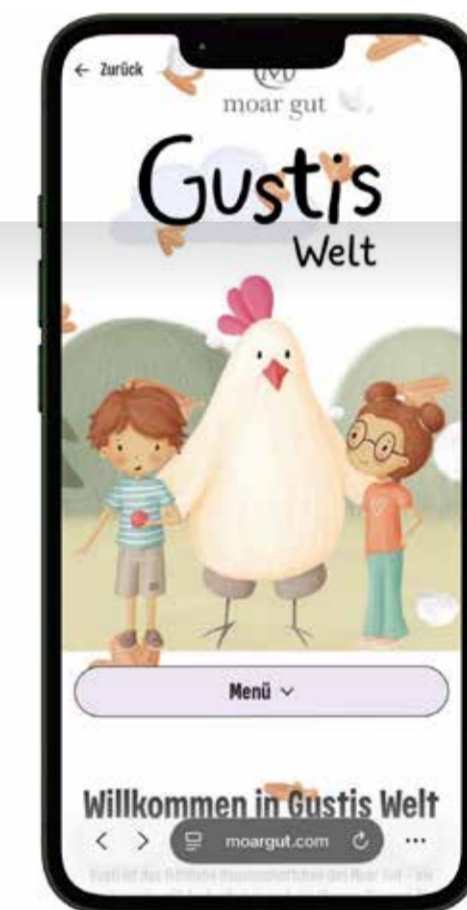 ← Zurück
moar gut
Gustis
Welt
Menü
Willkommen in Gustis Welt
moargut.com